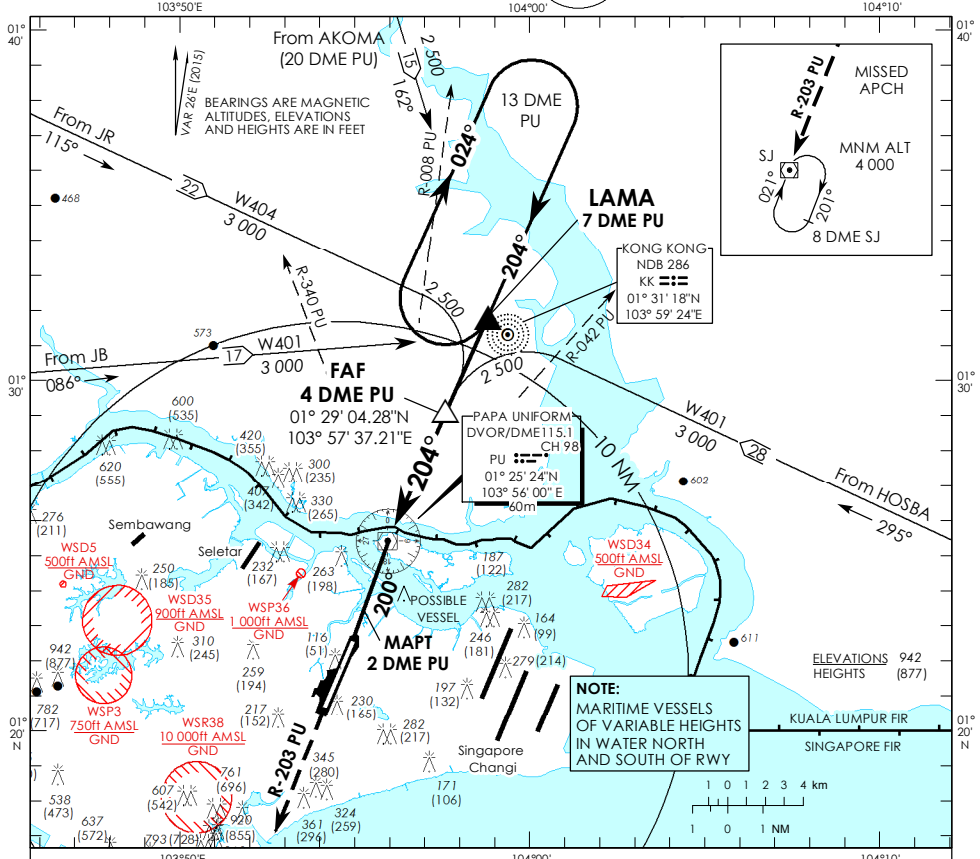 103°50'E
104°00'
104°10'
01°
40'
01°
40'
From AKOMA
(20 DME PU)
2 500
15
162°
VAR 26'E (2015)
BEARINGS ARE MAGNETIC
ALTITUDES, ELEVATIONS
AND HEIGHTS ARE IN FEET
13 DME
PU
R-203 PU
MISSED
APCH
SJ
MNM ALT
4 000
021°
201°
8 DME SJ
From JR
115°
22
W404
3 000
468
024°
R-008 PU
204°
LAMA
7 DME PU
KONG KONG
NDB 286
KK
01° 31' 18"N
103° 59' 24"E
R-340 PU
2 500
R-042 PU
573
From JB
086°
17
W401
3 000
2 500
01°
30'
01°
30'
FAF
4 DME PU
01° 29' 04.28"N
103° 57' 37.21"E
W401
3 000
28
From HOSBA
295°
PAPA UNIFORM
DVOR/DME115.1
CH 98
PU
01° 25' 24"N
103° 56' 00" E
60m
10 NM
602
204°
600
(535)
620
(555)
420
(355)
300
(235)
407
(342)
330
(265)
276
(211)
Sembawang
Seletar
WSD5
500ft AMSL
GND
250
(185)
232
(167)
263
(198)
187
(122)
WSD34
500ft AMSL
GND
WSD35
900ft AMSL
GND
WSP36
1 000ft AMSL
GND
200°
POSSIBLE
VESSEL
282
(217)
164
(99)
246
(181)
279 (214)
611
310
(245)
259
(194)
116
(51)
MAPT
2 DME PU
942
(877)
782
(717)
WSP3
750ft AMSL
GND
217
(152)
230
(165)
197
(132)
282
(217)
ELEVATIONS 942
HEIGHTS (877)
NOTE:
MARITIME VESSELS
OF VARIABLE HEIGHTS
IN WATER NORTH
AND SOUTH OF RWY
KUALA LUMPUR FIR
SINGAPORE FIR
01°
20'
N
01°
20'
N
WSR38
10 000ft AMSL
GND
R-203 PU
Singapore
Changi
345
(280)
171
(106)
761
(696)
607
(542)
538
(473)
637
(572)
793 (728)
920
(855)
361
(296)
324
(259)
1 0 1 2 3 4 km
1 0 1 NM
103°50'E
104°00'
104°10'